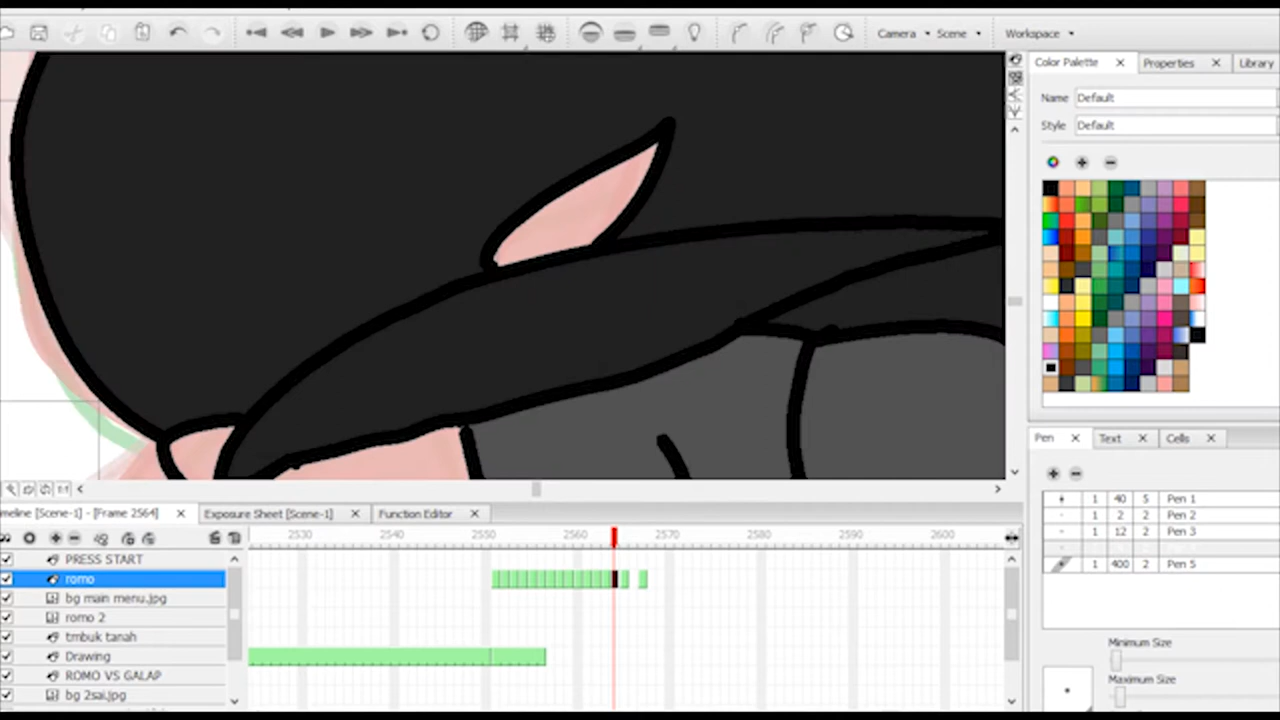 Camera Scene Workspace
Color Palette Properties Library
Name Default
Style Default
Pen Text Cells
1 40 5 Pen 1
1 2 2 Pen 2
1 12 2 Pen 3
1 400 2 Pen 5
Minimum Size
Maximum Size
1:1
meline [Scene-1] - [Frame 2564] Exposure Sheet [Scene-1] Function Editor
2530 2540 2550 2560 2570 2580 2590 2600
PRESS START
romo
bg main menu.jpg
romo 2
tmbuk tanah
Drawing
ROMO VS GALAP
bg 2sai.jpg